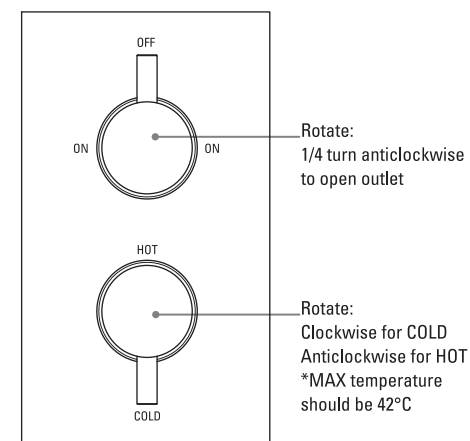 OFF
ON
ON
Rotate:
1/4 turn anticlockwise
to open outlet
HOT
COLD
Rotate:
Clockwise for COLD
Anticlockwise for HOT
*MAX temperature
should be 42°C